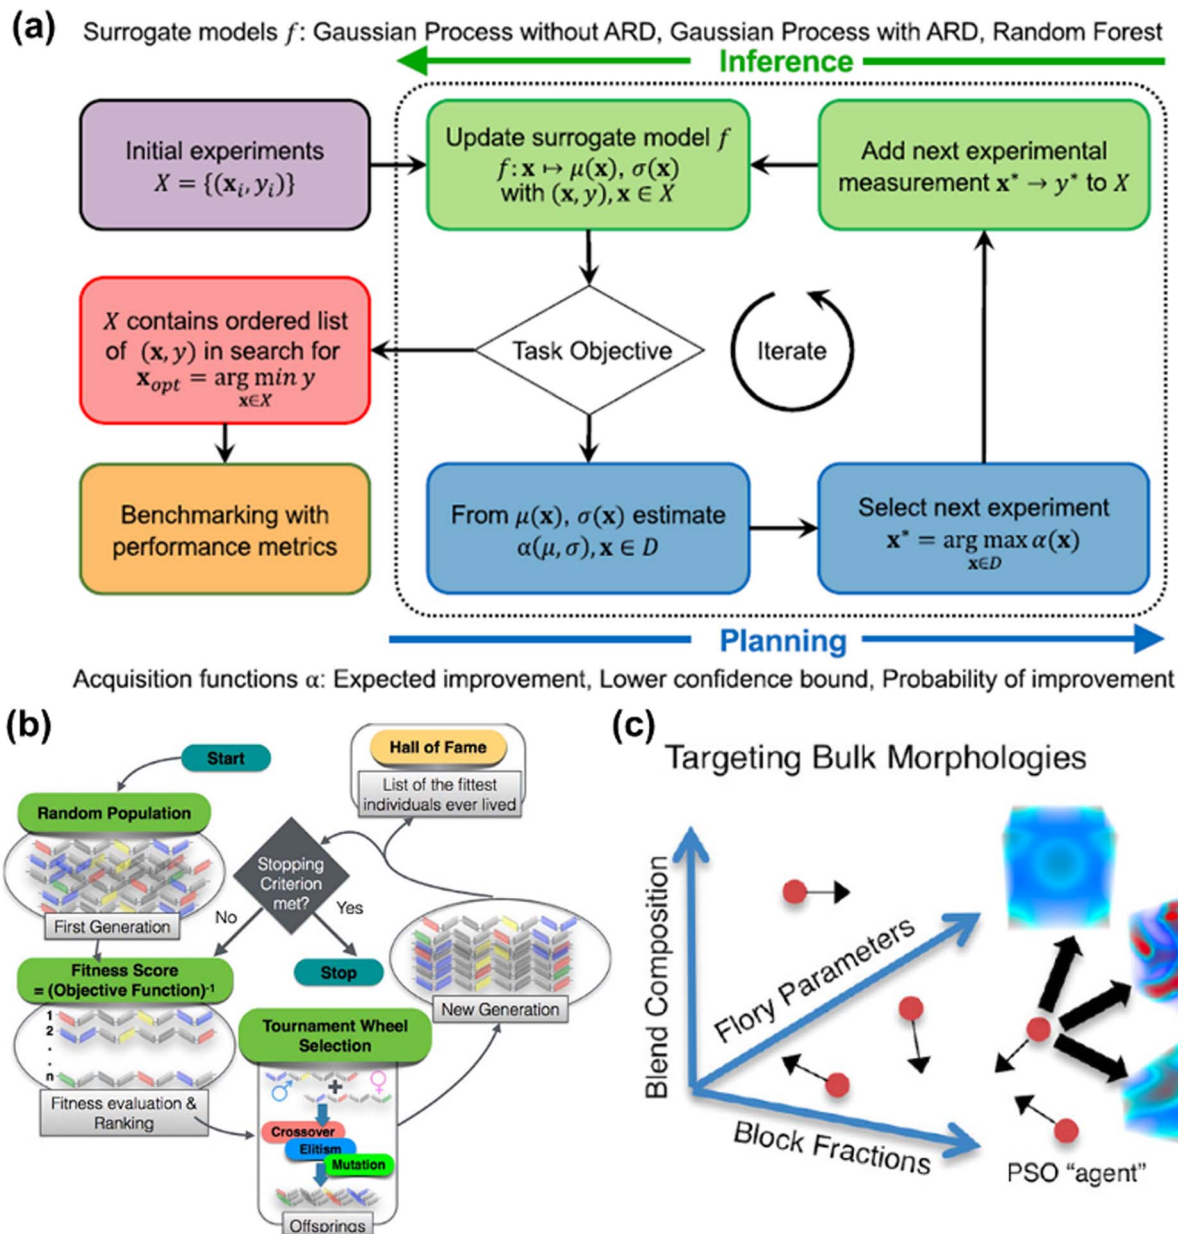 (a)
Surrogate models f: Gaussian Process without ARD, Gaussian Process with ARD, Random Forest
Inference
Initial experiments
X = {(x_i, y_i)}
Update surrogate model f
f: x ↦ μ(x), σ(x)
with (x, y), x ∈ X
Add next experimental
measurement x* → y* to X
X contains ordered list
of (x, y) in search for
x_opt = arg min y
x∈X
Task Objective
Iterate
Benchmarking with
performance metrics
From μ(x), σ(x) estimate
α(μ, σ), x ∈ D
Select next experiment
x* = arg max α(x)
x∈D
Planning
Acquisition functions α: Expected improvement, Lower confidence bound, Probability of improvement
(b)
Start
Random Population
First Generation
Hall of Fame
List of the fittest
individuals ever lived
Stopping
Criterion
met?
No
Yes
Stop
Fitness Score
= (Objective Function)⁻¹
1
2
.
.
n
Fitness evaluation &
Ranking
Tournament Wheel
Selection
♂ + ♀
Crossover
Elitism
Mutation
Offsprings
New Generation
(c)
Targeting Bulk Morphologies
Blend Composition
Flory Parameters
Block Fractions
PSO “agent”